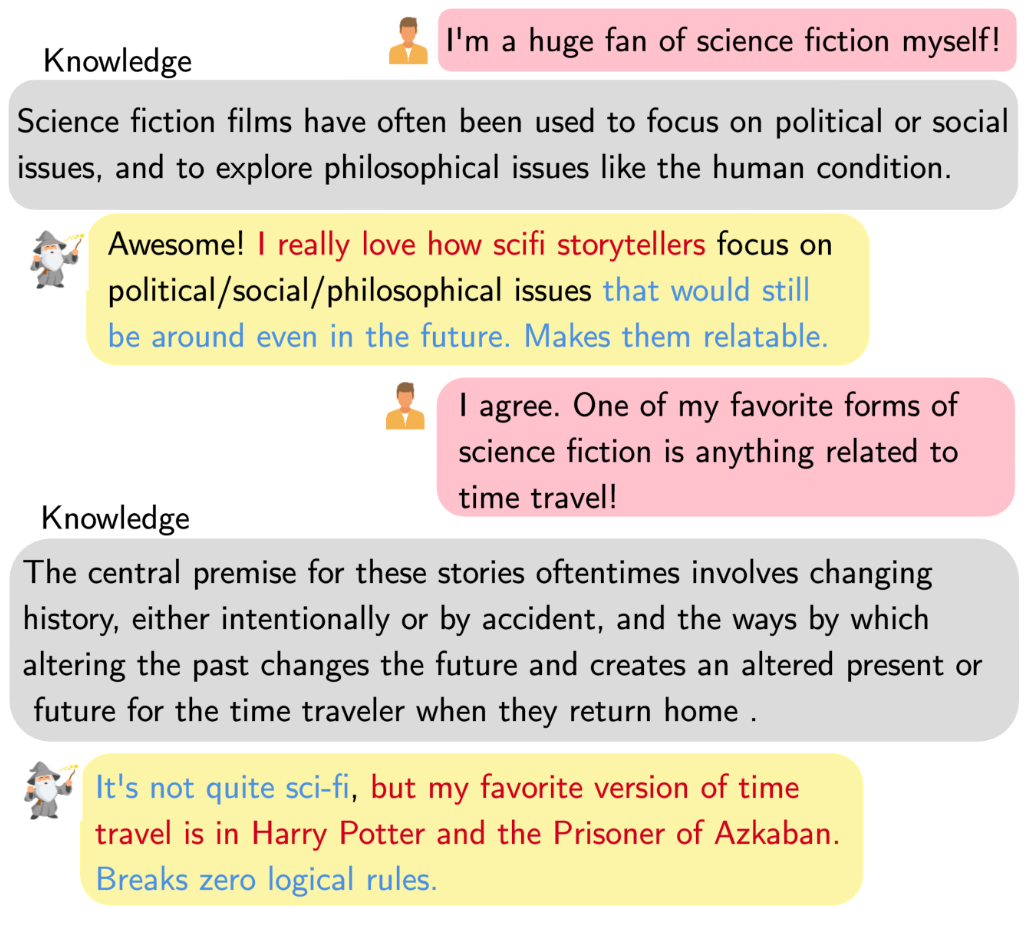 I'm a huge fan of science fiction myself!
Knowledge
Science fiction films have often been used to focus on political or social
issues, and to explore philosophical issues like the human condition.
Awesome! I really love how scifi storytellers focus on
political/social/philosophical issues that would still
be around even in the future. Makes them relatable.
I agree. One of my favorite forms of
science fiction is anything related to
time travel!
Knowledge
The central premise for these stories oftentimes involves changing
history, either intentionally or by accident, and the ways by which
altering the past changes the future and creates an altered present or
future for the time traveler when they return home .
It's not quite sci-fi, but my favorite version of time
travel is in Harry Potter and the Prisoner of Azkaban.
Breaks zero logical rules.